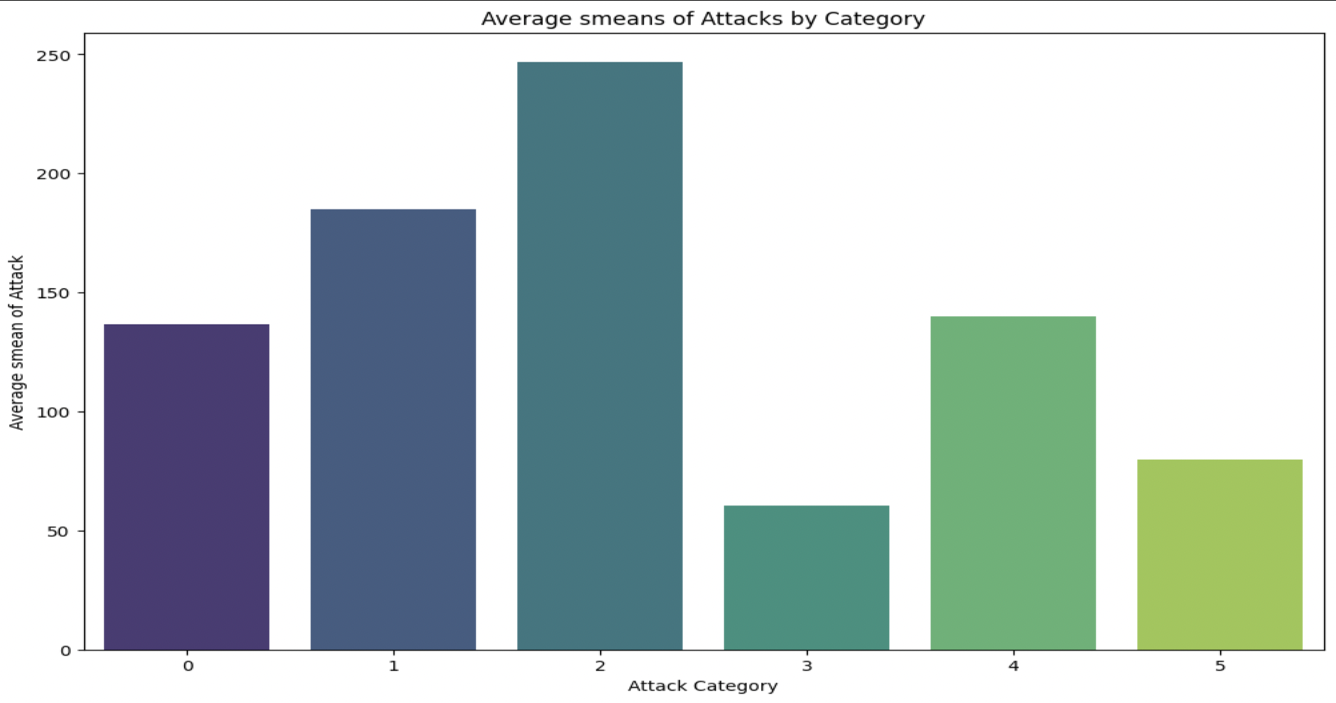 Average smeans of Attacks by Category
250
200
150
100
50
0
Average smean of Attack
0 1 2 3 4 5
Attack Category